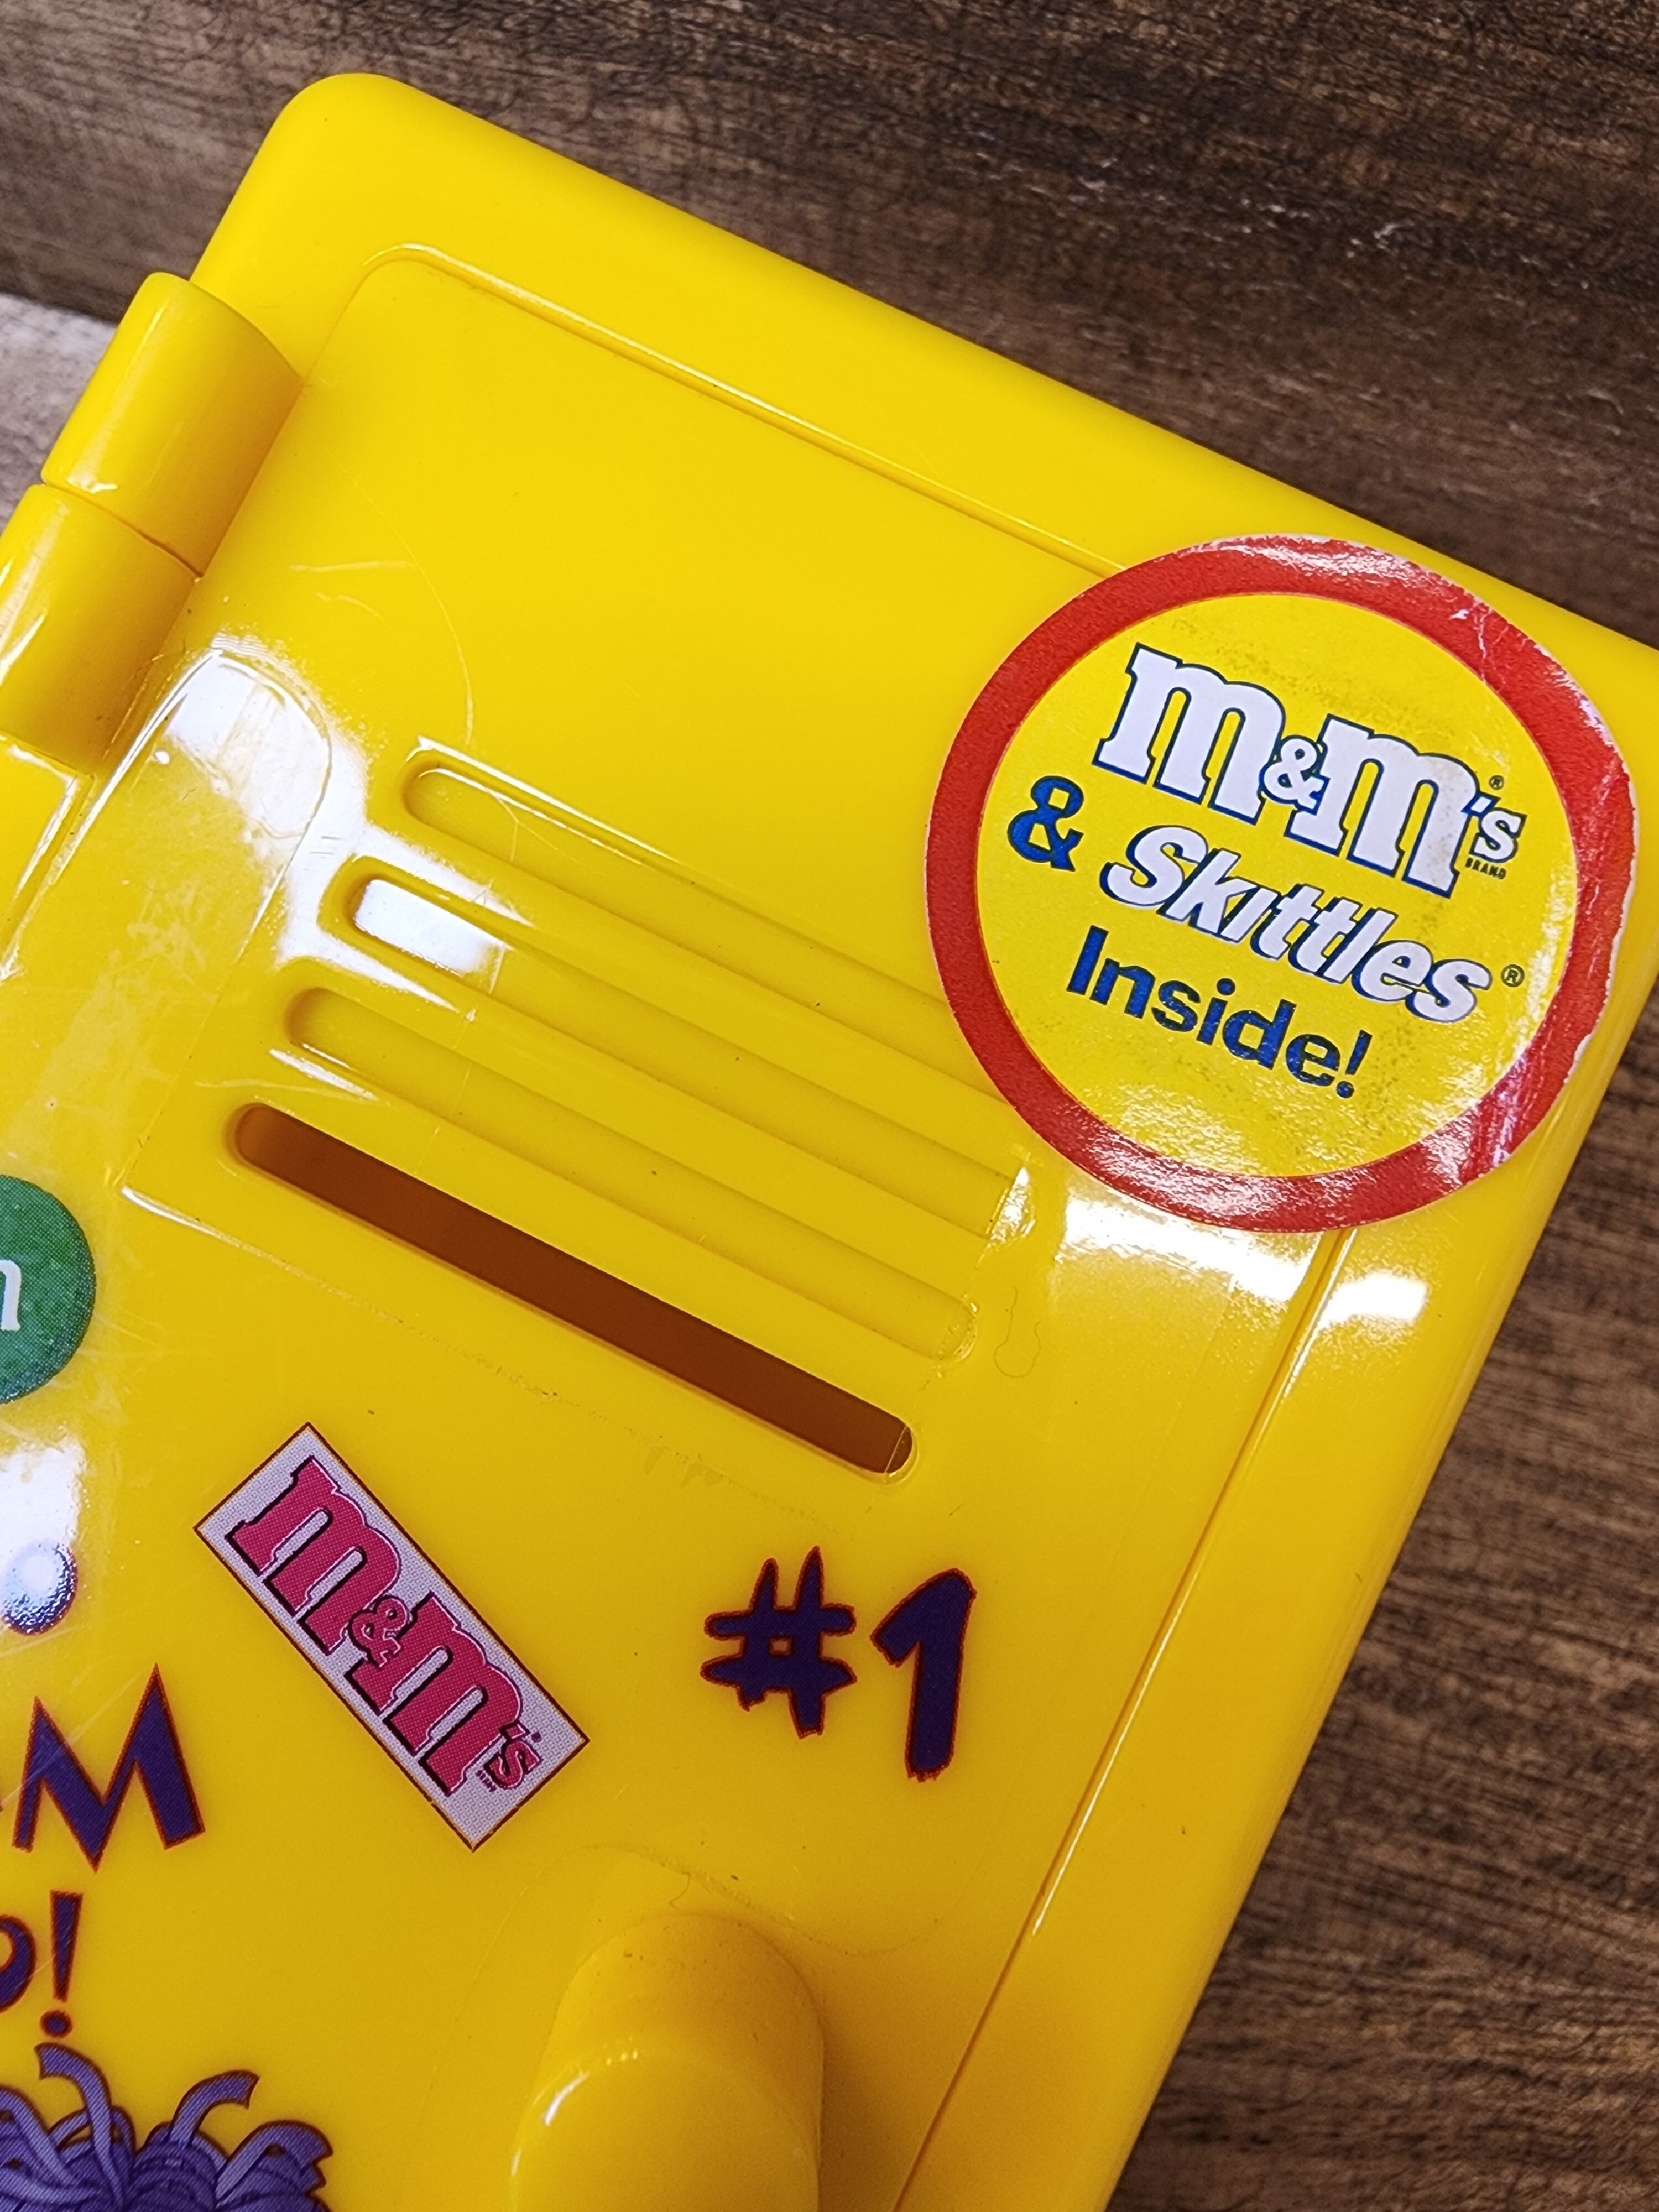 m&m's®
BRAND
& Skittles®
Inside!
m
m&m's
#1
M
!